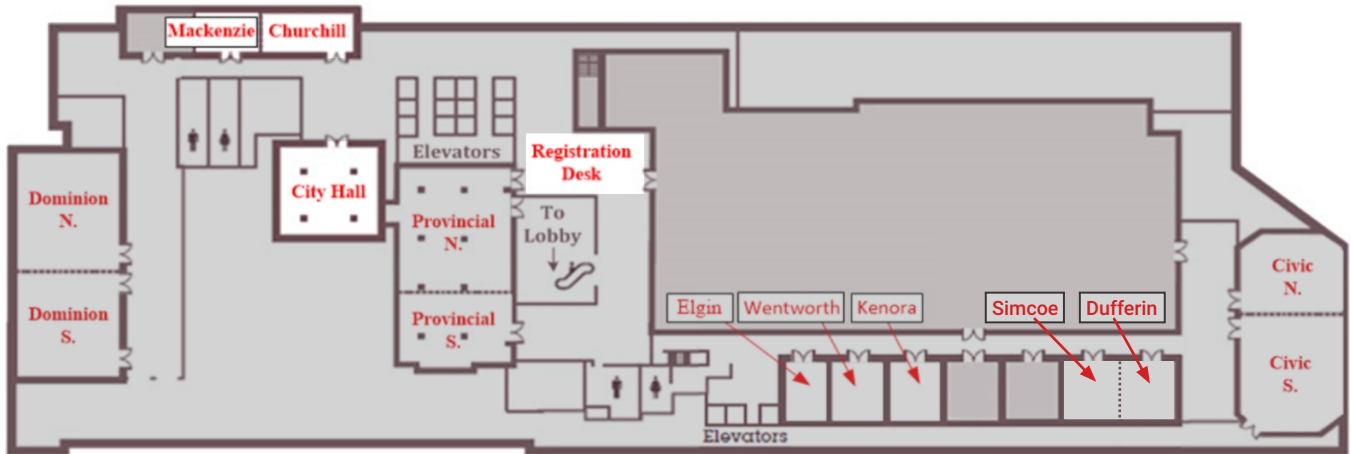 Mackenzie
Churchill
Elevators
Registration
Desk
Dominion
N.
City Hall
Provincial
N.
To
Lobby
Civic
N.
Elgin
Wentworth
Kenora
Simcoe
Dufferin
Dominion
S.
Provincial
S.
Civic
S.
Elevators